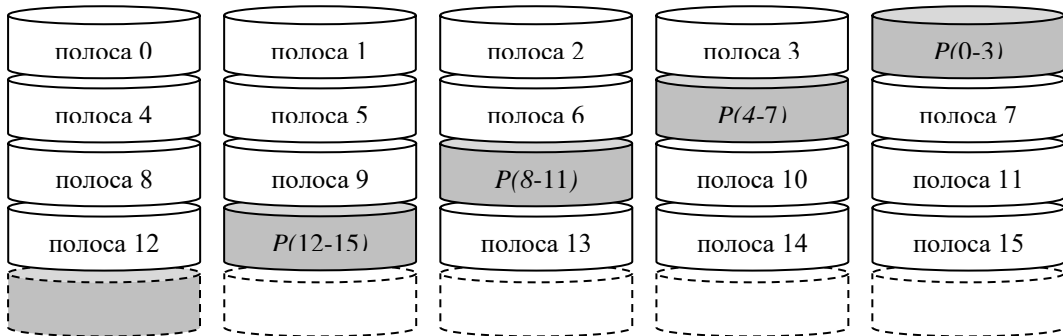 полоса 0 полоса 1 полоса 2 полоса 3 P(0-3)
полоса 4 полоса 5 полоса 6 P(4-7) полоса 7
полоса 8 полоса 9 P(8-11) полоса 10 полоса 11
полоса 12 P(12-15) полоса 13 полоса 14 полоса 15